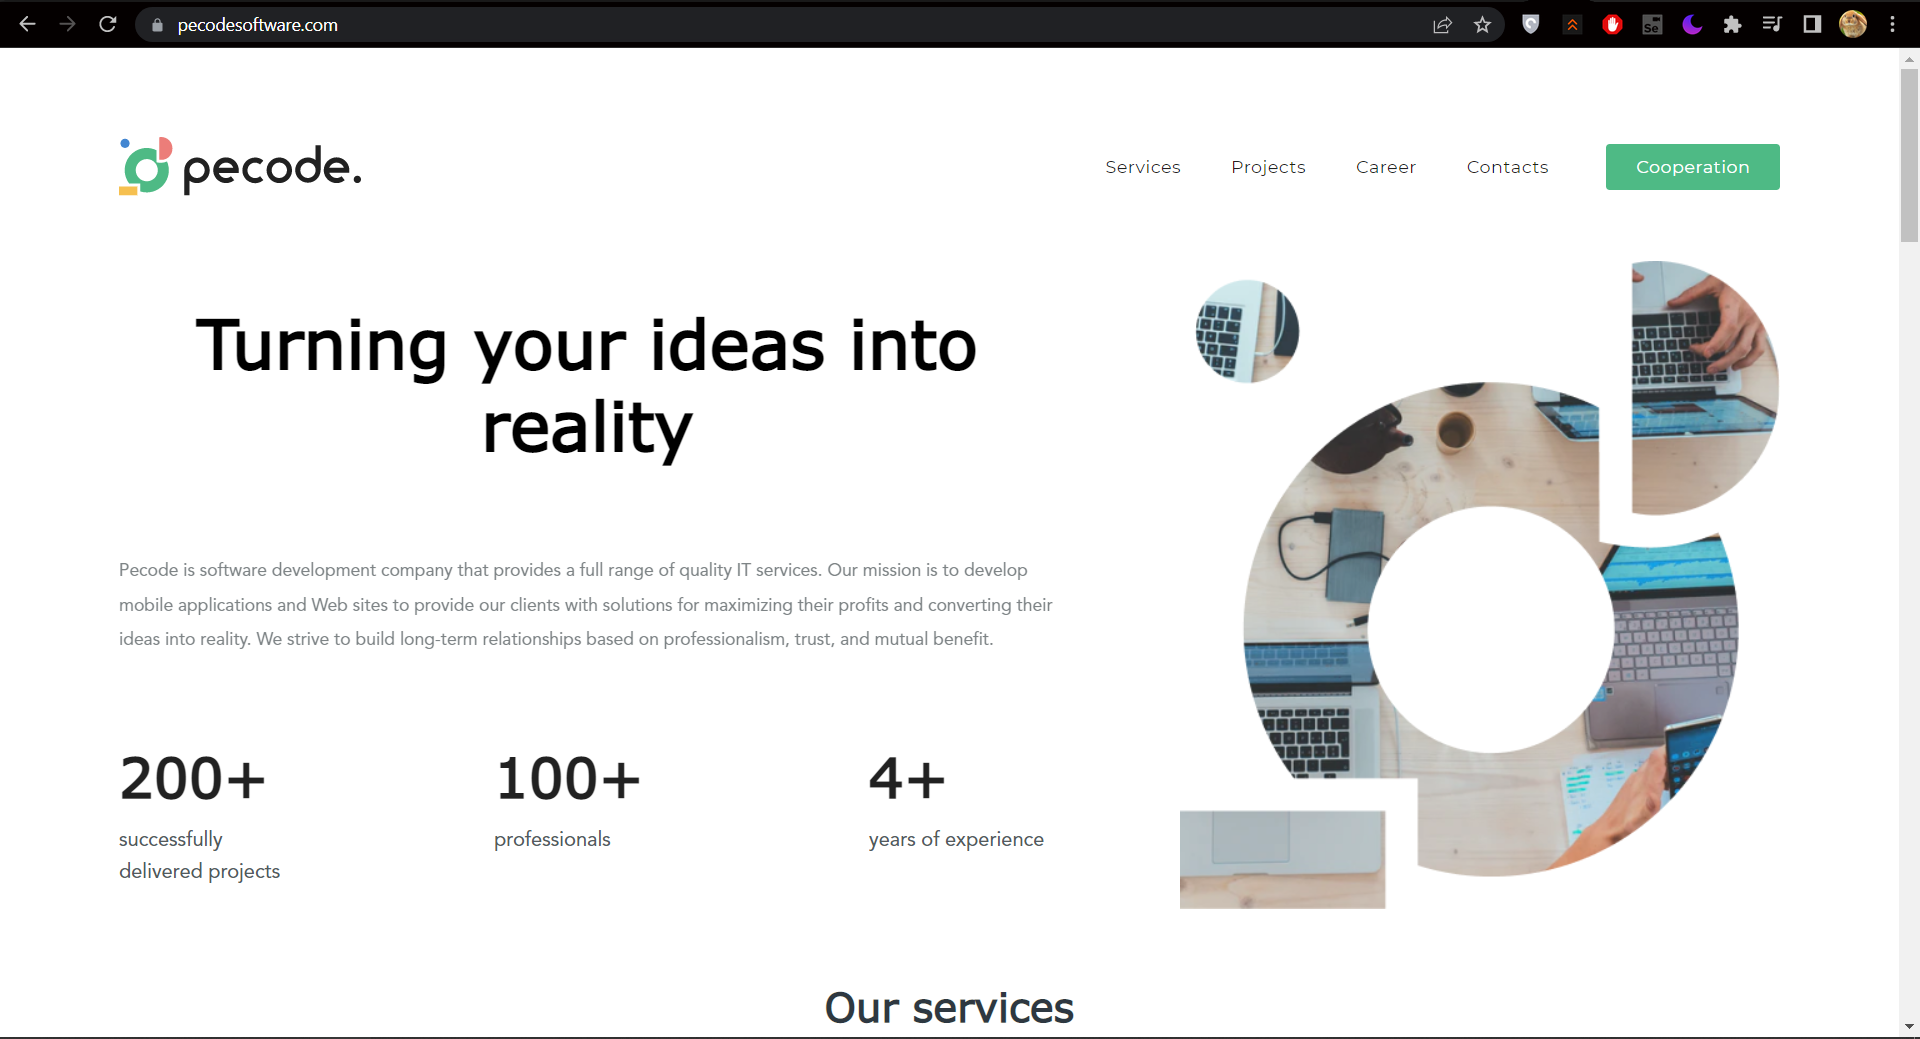 pecodesoftware.com
Se
pecode.
Services Projects Career Contacts Cooperation
Turning your ideas into
reality
Pecode is software development company that provides a full range of quality IT services. Our mission is to develop
mobile applications and Web sites to provide our clients with solutions for maximizing their profits and converting their
ideas into reality. We strive to build long-term relationships based on professionalism, trust, and mutual benefit.
200+
successfully
delivered projects
100+
professionals
4+
years of experience
Our services